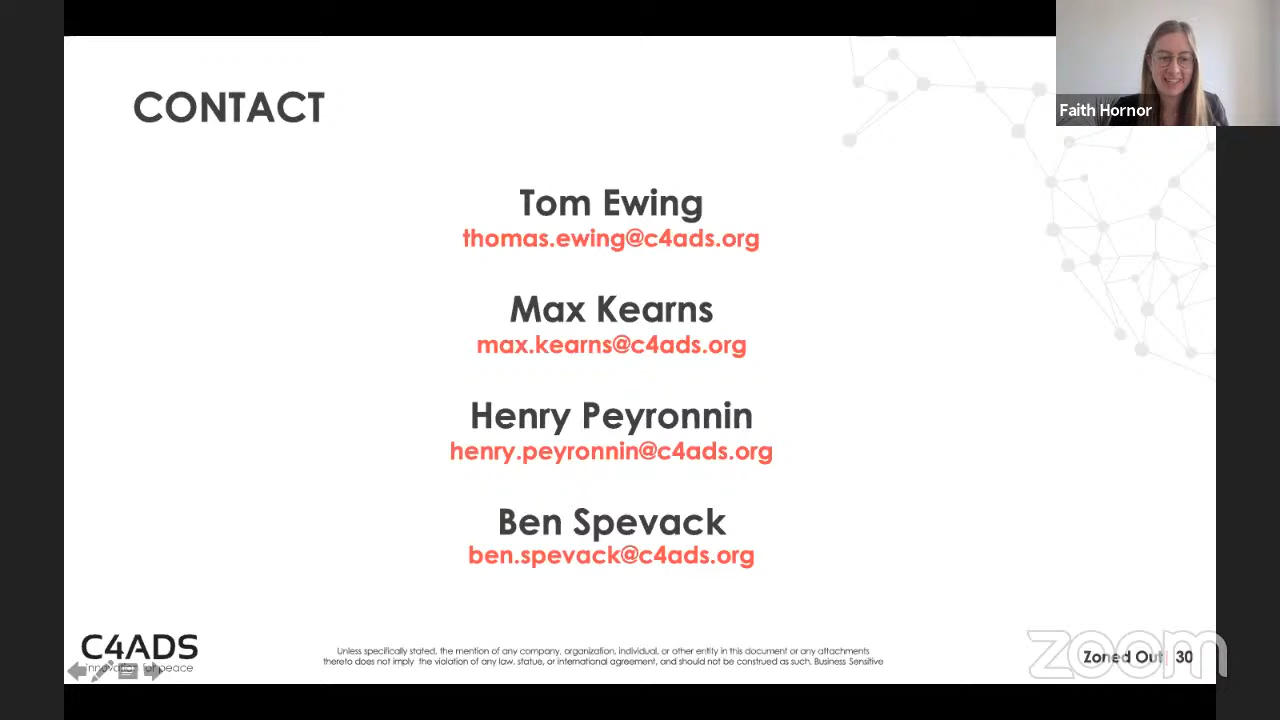 CONTACT
Faith Hornor
Tom Ewing
thomas.ewing@c4ads.org
Max Kearns
max.kearns@c4ads.org
Henry Peyronnin
henry.peyronnin@c4ads.org
Ben Spevack
ben.spevack@c4ads.org
C4ADS
innovation for peace
Unless specifically stated, the mention of any company, organization, individual, or other entity in this document or any attachments
thereto does not imply the violation of any law, statue, or international agreement, and should not be construed as such. Business Sensitive
Zoned Out| 30
zoom